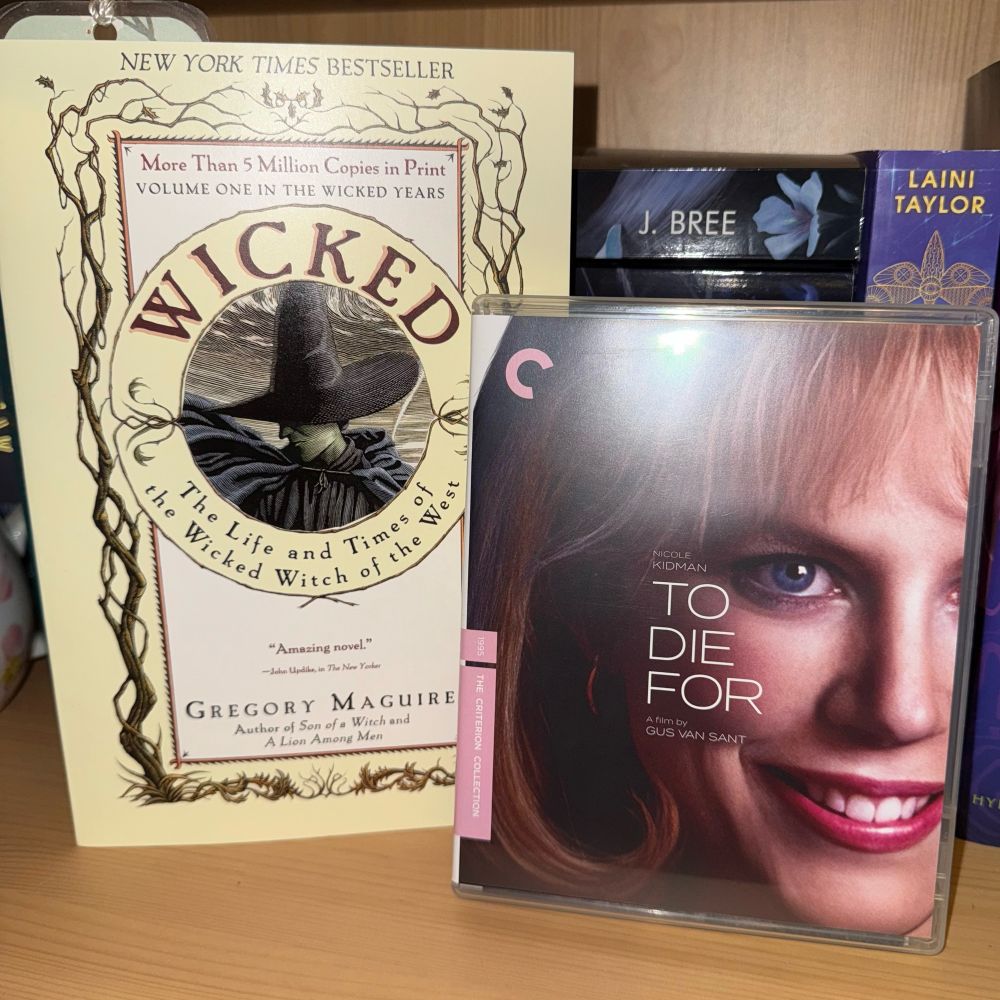 NEW YORK TIMES BESTSELLER
More Than 5 Million Copies in Print
VOLUME ONE IN THE WICKED YEARS
WICKED
The Life and Times of
the Wicked Witch of the West
“Amazing novel.”
—John Updike, in The New Yorker
GREGORY MAGUIRE
Author of Son of a Witch and
A Lion Among Men
J. BREE
LAINI
TAYLOR
NICOLE
KIDMAN
TO
DIE
FOR
A film by
GUS VAN SANT
1995
THE CRITERION COLLECTION